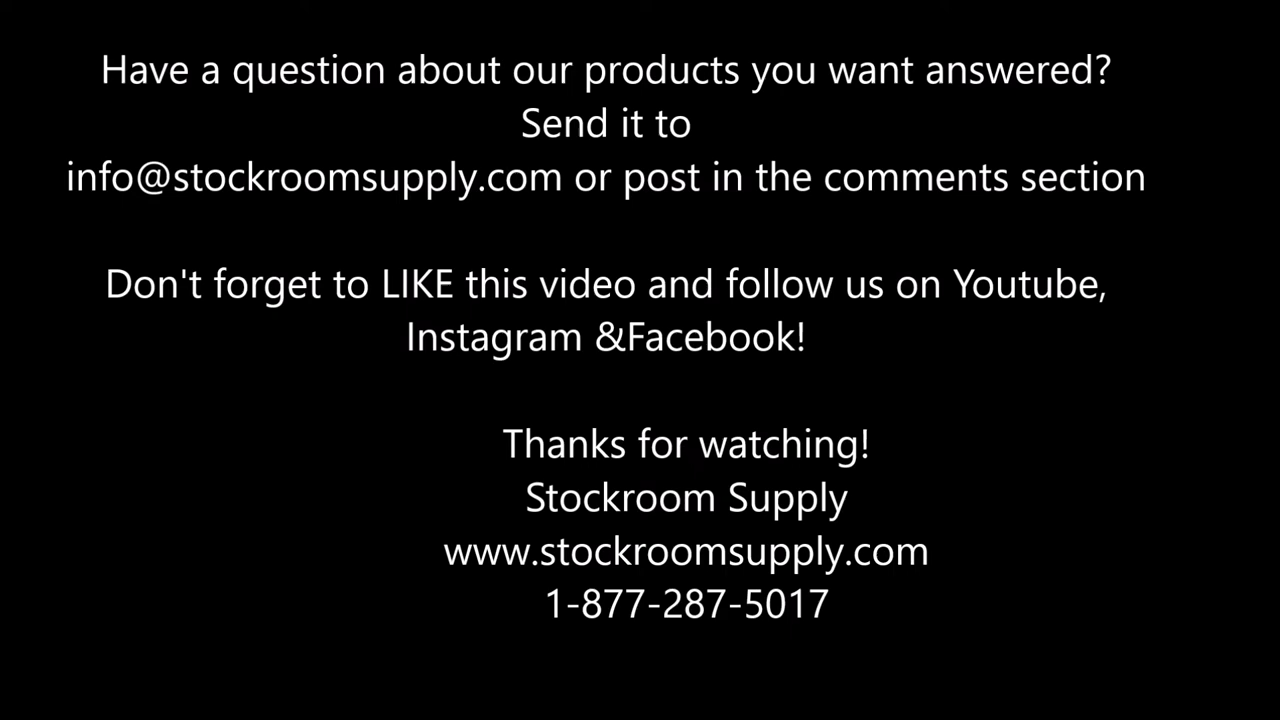 Have a question about our products you want answered?
Send it to
info@stockroomsupply.com or post in the comments section
Don't forget to LIKE this video and follow us on Youtube,
Instagram &Facebook!
Thanks for watching!
Stockroom Supply
www.stockroomsupply.com
1-877-287-5017